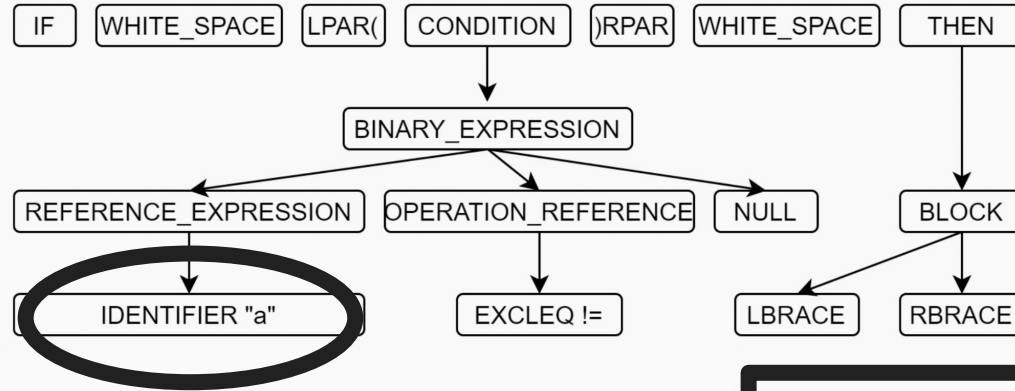 IF WHITE_SPACE LPAR( CONDITION )RPAR WHITE_SPACE THEN
BINARY_EXPRESSION
REFERENCE_EXPRESSION OPERATION_REFERENCE NULL BLOCK
IDENTIFIER "a" EXCLEQ != LBRACE RBRACE